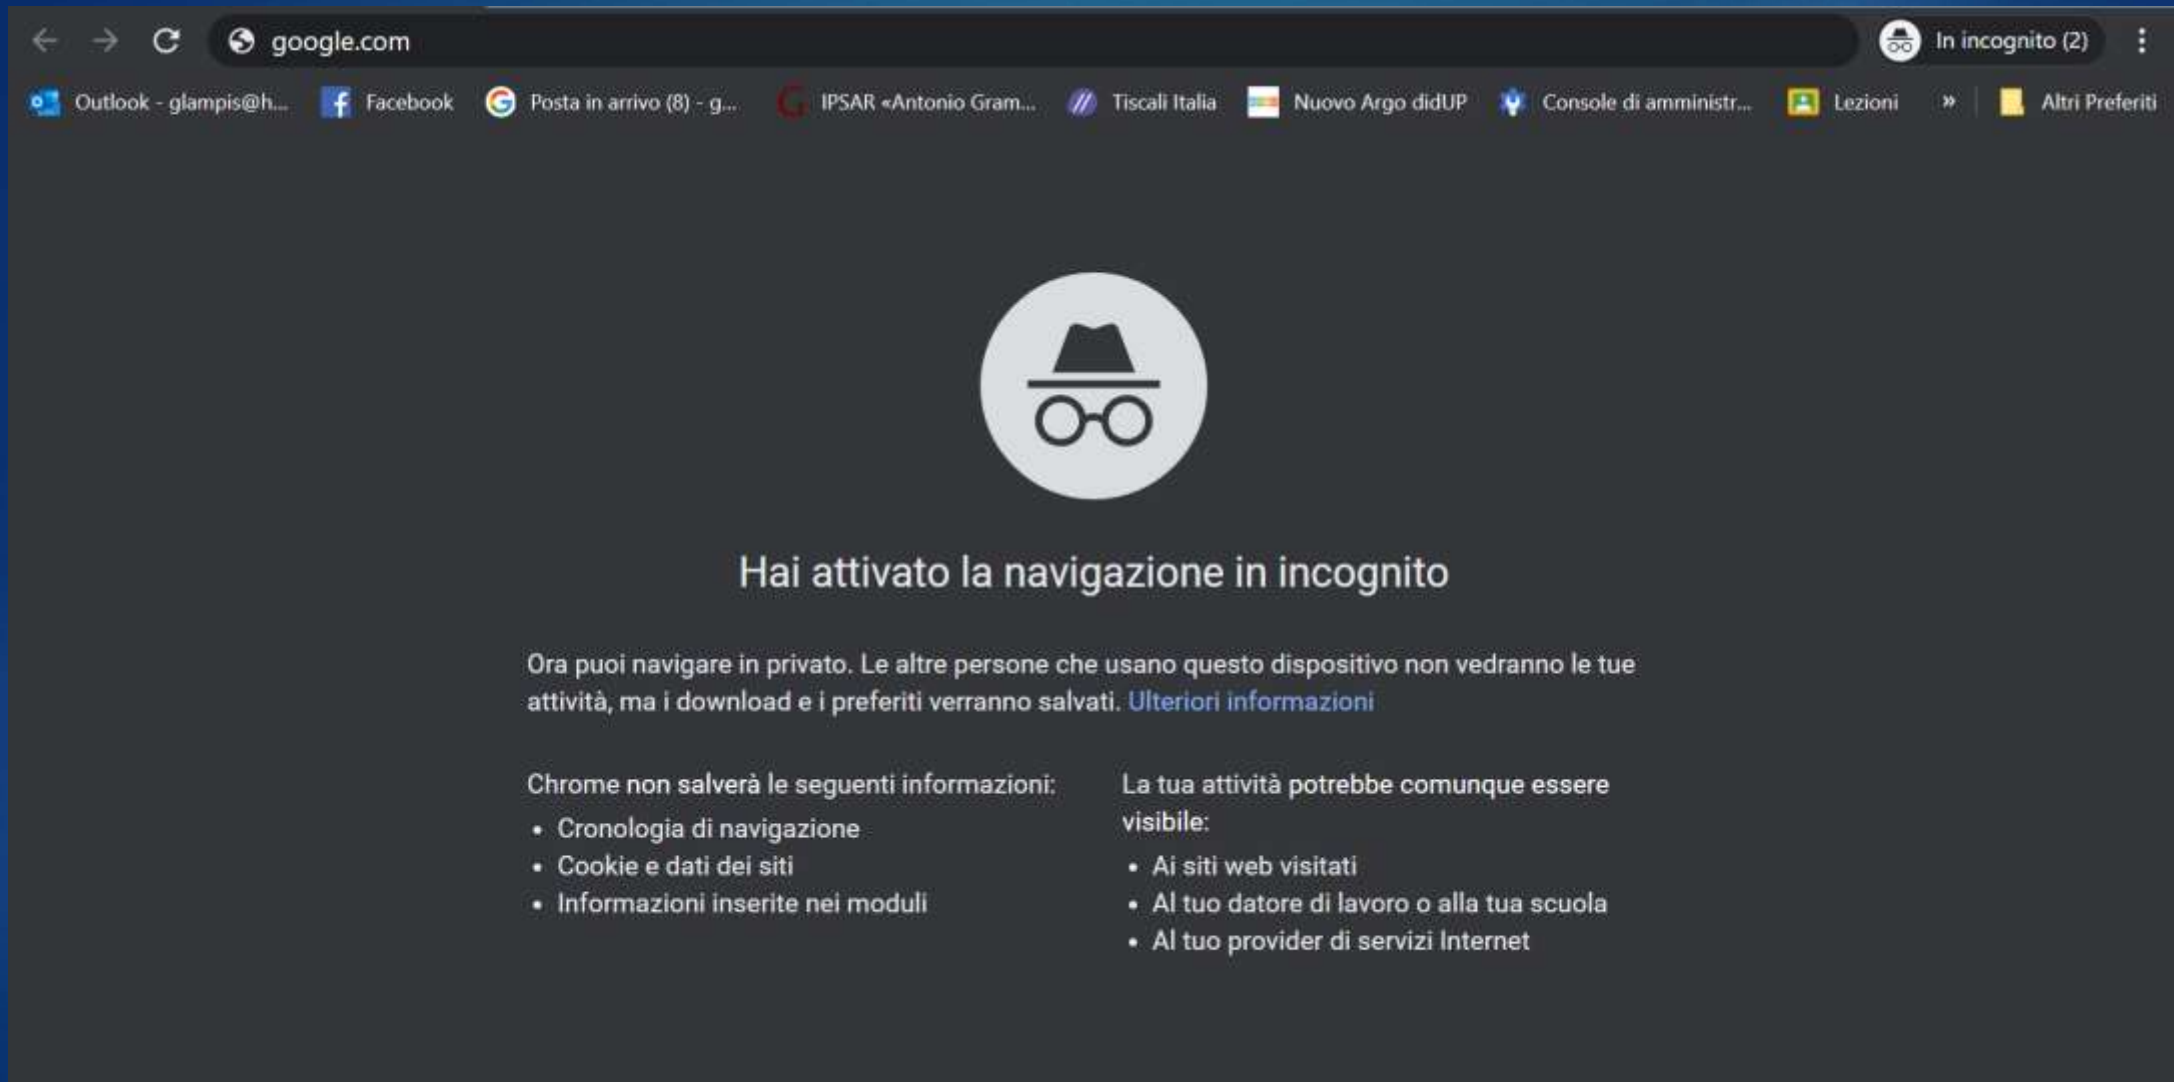 google.com
In incognito (2)
Outlook - glampis@h...
Facebook
Posta in arrivo (8) - g...
IPSAR «Antonio Gram...
Tiscali Italia
Nuovo Argo didUP
Console di amministr...
Lezioni
»
Altri Preferiti
Hai attivato la navigazione in incognito
Ora puoi navigare in privato. Le altre persone che usano questo dispositivo non vedranno le tue
attività, ma i download e i preferiti verranno salvati. Ulteriori informazioni
Chrome non salverà le seguenti informazioni:
• Cronologia di navigazione
• Cookie e dati dei siti
• Informazioni inserite nei moduli
La tua attività potrebbe comunque essere
visibile:
• Ai siti web visitati
• Al tuo datore di lavoro o alla tua scuola
• Al tuo provider di servizi Internet